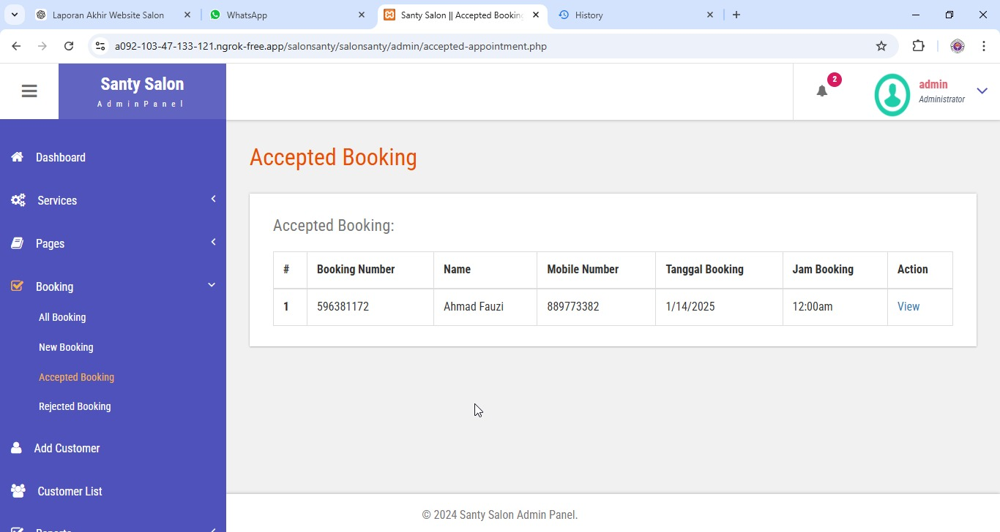 Laporan Akhir Website Salon
WhatsApp
Santy Salon || Accepted Booking
History
a092-103-47-133-121.ngrok-free.app/salonsanty/salonsanty/admin/accepted-appointment.php
Santy Salon
AdminPanel
2
admin
Administrator
Dashboard
Services
Pages
Booking
All Booking
New Booking
Accepted Booking
Rejected Booking
Add Customer
Customer List
Reports
Accepted Booking
Accepted Booking:
# Booking Number Name Mobile Number Tanggal Booking Jam Booking Action
1 596381172 Ahmad Fauzi 889773382 1/14/2025 12:00am View
© 2024 Santy Salon Admin Panel.